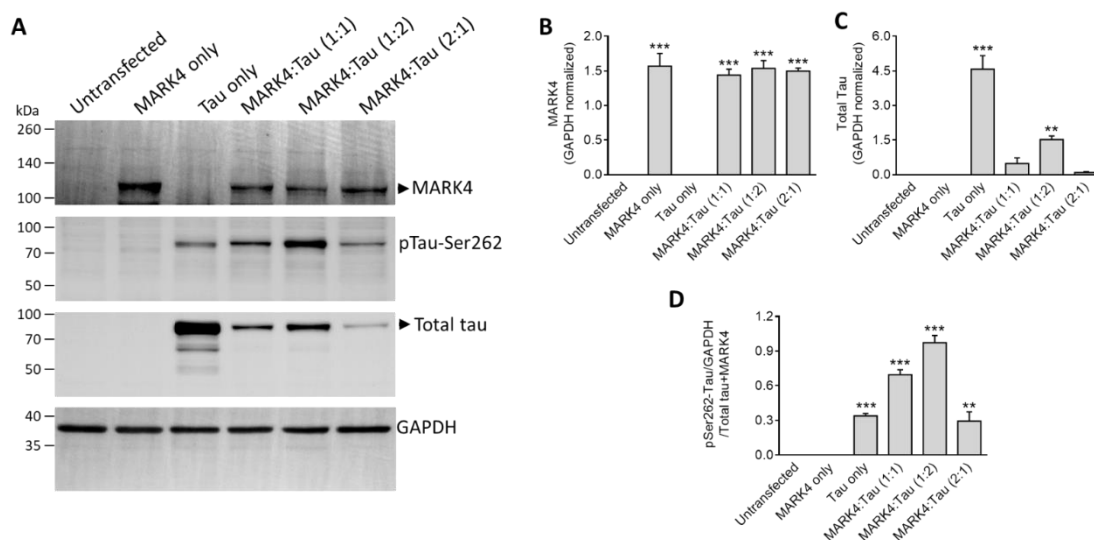 A
Untransfected
MARK4 only
Tau only
MARK4:Tau (1:1)
MARK4:Tau (1:2)
MARK4:Tau (2:1)
kDa
260
140
100
►MARK4
100
70
50
pTau-Ser262
100
70
50
►Total tau
40
35
GAPDH
B
MARK4
(GAPDH normalized)
2.0
1.5
1.0
0.5
0.0
***
***
***
***
Untransfected
MARK4 only
Tau only
MARK4:Tau (1:1)
MARK4:Tau (1:2)
MARK4:Tau (2:1)
C
Total Tau
(GAPDH normalized)
6.0
4.5
3.0
1.5
0.0
***
**
Untransfected
MARK4 only
Tau only
MARK4:Tau (1:1)
MARK4:Tau (1:2)
MARK4:Tau (2:1)
D
pSer262-Tau/GAPDH
/Total tau+MARK4
1.2
0.9
0.6
0.3
0.0
***
***
***
**
Untransfected
MARK4 only
Tau only
MARK4:Tau (1:1)
MARK4:Tau (1:2)
MARK4:Tau (2:1)